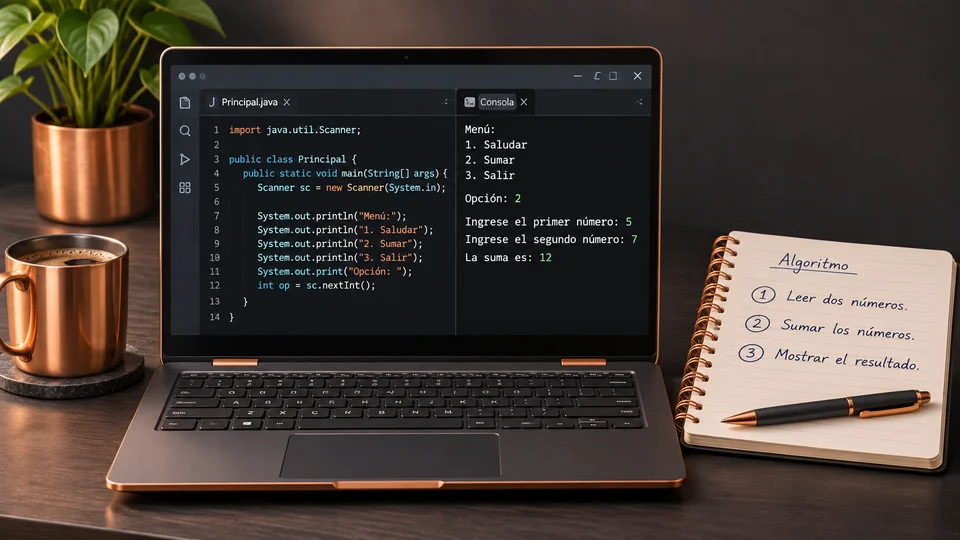 Principal.java
1 import java.util.Scanner;
2
3 public class Principal {
4 public static void main(String[] args) {
5 Scanner sc = new Scanner(System.in);
6
7 System.out.println("Menú:");
8 System.out.println("1. Saludar");
9 System.out.println("2. Sumar");
10 System.out.println("3. Salir");
11 System.out.print("Opción: ");
12 int op = sc.nextInt();
13 }
14 }
Consola
Menú:
1. Saludar
2. Sumar
3. Salir
Opción: 2
Ingrese el primer número: 5
Ingrese el segundo número: 7
La suma es: 12
Algoritmo
1 Leer dos números.
2 Sumar los números.
3 Mostrar el resultado.